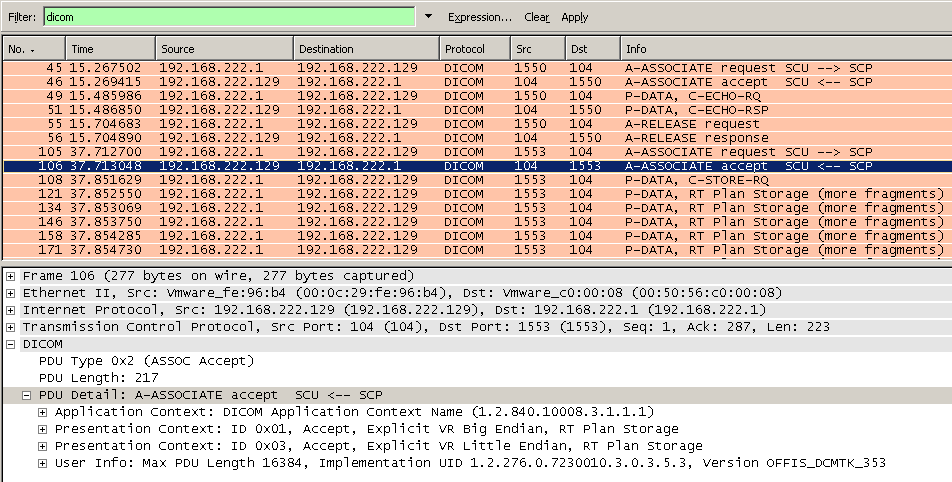 Filter: dicom Expression... Clear Apply
No. Time Source Destination Protocol Src Dst Info
45 15.267502 192.168.222.1 192.168.222.129 DICOM 1550 104 A-ASSOCIATE request SCU --> SCP
46 15.269415 192.168.222.129 192.168.222.1 DICOM 104 1550 A-ASSOCIATE accept SCU <-- SCP
49 15.485986 192.168.222.1 192.168.222.129 DICOM 1550 104 P-DATA, C-ECHO-RQ
51 15.486850 192.168.222.129 192.168.222.1 DICOM 104 1550 P-DATA, C-ECHO-RSP
55 15.704683 192.168.222.1 192.168.222.129 DICOM 1550 104 A-RELEASE request
56 15.704890 192.168.222.129 192.168.222.1 DICOM 104 1550 A-RELEASE response
105 37.712700 192.168.222.1 192.168.222.129 DICOM 1553 104 A-ASSOCIATE request SCU --> SCP
106 37.713048 192.168.222.129 192.168.222.1 DICOM 104 1553 A-ASSOCIATE accept SCU <-- SCP
108 37.851629 192.168.222.1 192.168.222.129 DICOM 1553 104 P-DATA, C-STORE-RQ
121 37.852550 192.168.222.1 192.168.222.129 DICOM 1553 104 P-DATA, RT Plan Storage (more fragments)
134 37.853069 192.168.222.1 192.168.222.129 DICOM 1553 104 P-DATA, RT Plan Storage (more fragments)
146 37.853750 192.168.222.1 192.168.222.129 DICOM 1553 104 P-DATA, RT Plan Storage (more fragments)
158 37.854285 192.168.222.1 192.168.222.129 DICOM 1553 104 P-DATA, RT Plan Storage (more fragments)
171 37.854730 192.168.222.1 192.168.222.129 DICOM 1553 104 P-DATA, RT Plan Storage (more fragments)
Frame 106 (277 bytes on wire, 277 bytes captured)
Ethernet II, Src: Vmware_fe:96:b4 (00:0c:29:fe:96:b4), Dst: Vmware_c0:00:08 (00:50:56:c0:00:08)
Internet Protocol, Src: 192.168.222.129 (192.168.222.129), Dst: 192.168.222.1 (192.168.222.1)
Transmission Control Protocol, Src Port: 104 (104), Dst Port: 1553 (1553), Seq: 1, Ack: 287, Len: 223
DICOM
PDU Type 0x2 (ASSOC Accept)
PDU Length: 217
PDU Detail: A-ASSOCIATE accept SCU <-- SCP
Application Context: DICOM Application Context Name (1.2.840.10008.3.1.1.1)
Presentation Context: ID 0x01, Accept, Explicit VR Big Endian, RT Plan Storage
Presentation Context: ID 0x03, Accept, Explicit VR Little Endian, RT Plan Storage
User Info: Max PDU Length 16384, Implementation UID 1.2.276.0.7230010.3.0.3.5.3, Version OFFIS_DCMTK_353